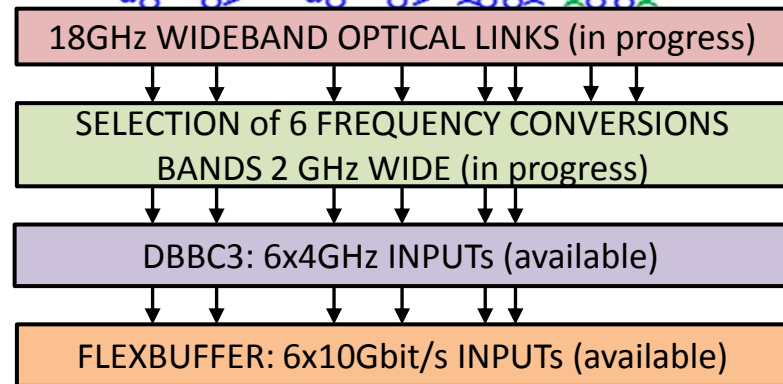 18GHz WIDEBAND OPTICAL LINKS (in progress)
SELECTION of 6 FREQUENCY CONVERSIONS
BANDS 2 GHz WIDE (in progress)
DBBC3: 6x4GHz INPUTs (available)
FLEXBUFFER: 6x10Gbit/s INPUTs (available)